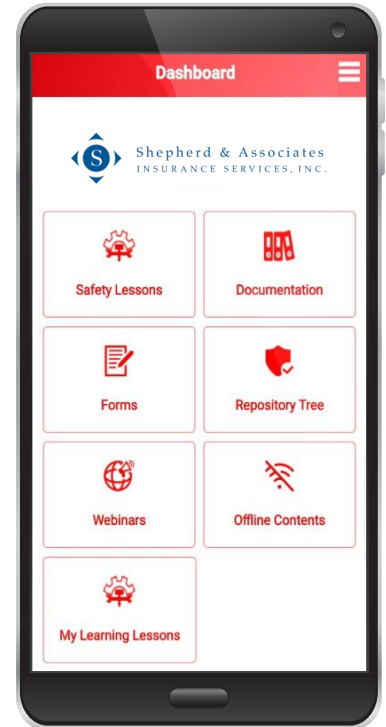 Dashboard
S
Shepherd & Associates
INSURANCE SERVICES, INC.
Safety Lessons
Documentation
Forms
Repository Tree
Webinars
Offline Contents
My Learning Lessons